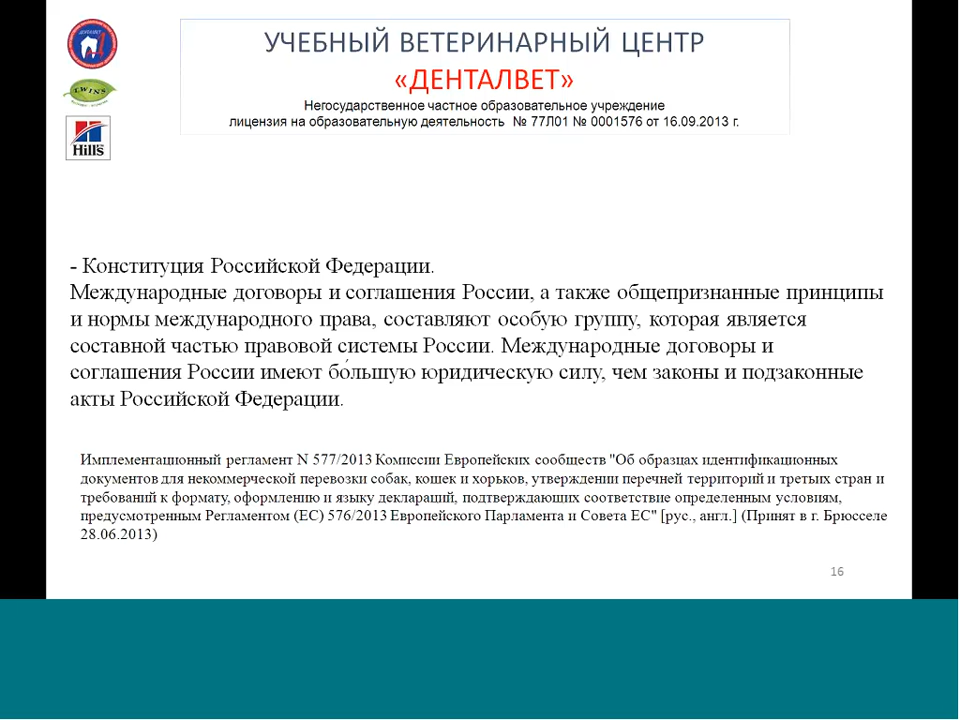 УЧЕБНЫЙ ВЕТЕРИНАРНЫЙ ЦЕНТР
«ДЕНТАЛВЕТ»
Негосударственное частное образовательное учреждение
лицензия на образовательную деятельность № 77Л01 № 0001576 от 16.09.2013 г.
TWINS
Hill's
- Конституция Российской Федерации.
Международные договоры и соглашения России, а также общепризнанные принципы
и нормы международного права, составляют особую группу, которая является
составной частью правовой системы России. Международные договоры и
соглашения России имеют бо́льшую юридическую силу, чем законы и подзаконные
акты Российской Федерации.
Имплементационный регламент N 577/2013 Комиссии Европейских сообществ "Об образцах идентификационных
документов для некоммерческой перевозки собак, кошек и хорьков, утверждении перечней территорий и третьих стран и
требований к формату, оформлению и языку деклараций, подтверждающих соответствие определенным условиям,
предусмотренным Регламентом (ЕС) 576/2013 Европейского Парламента и Совета ЕС" [рус., англ.] (Принят в г. Брюсселе
28.06.2013)
16